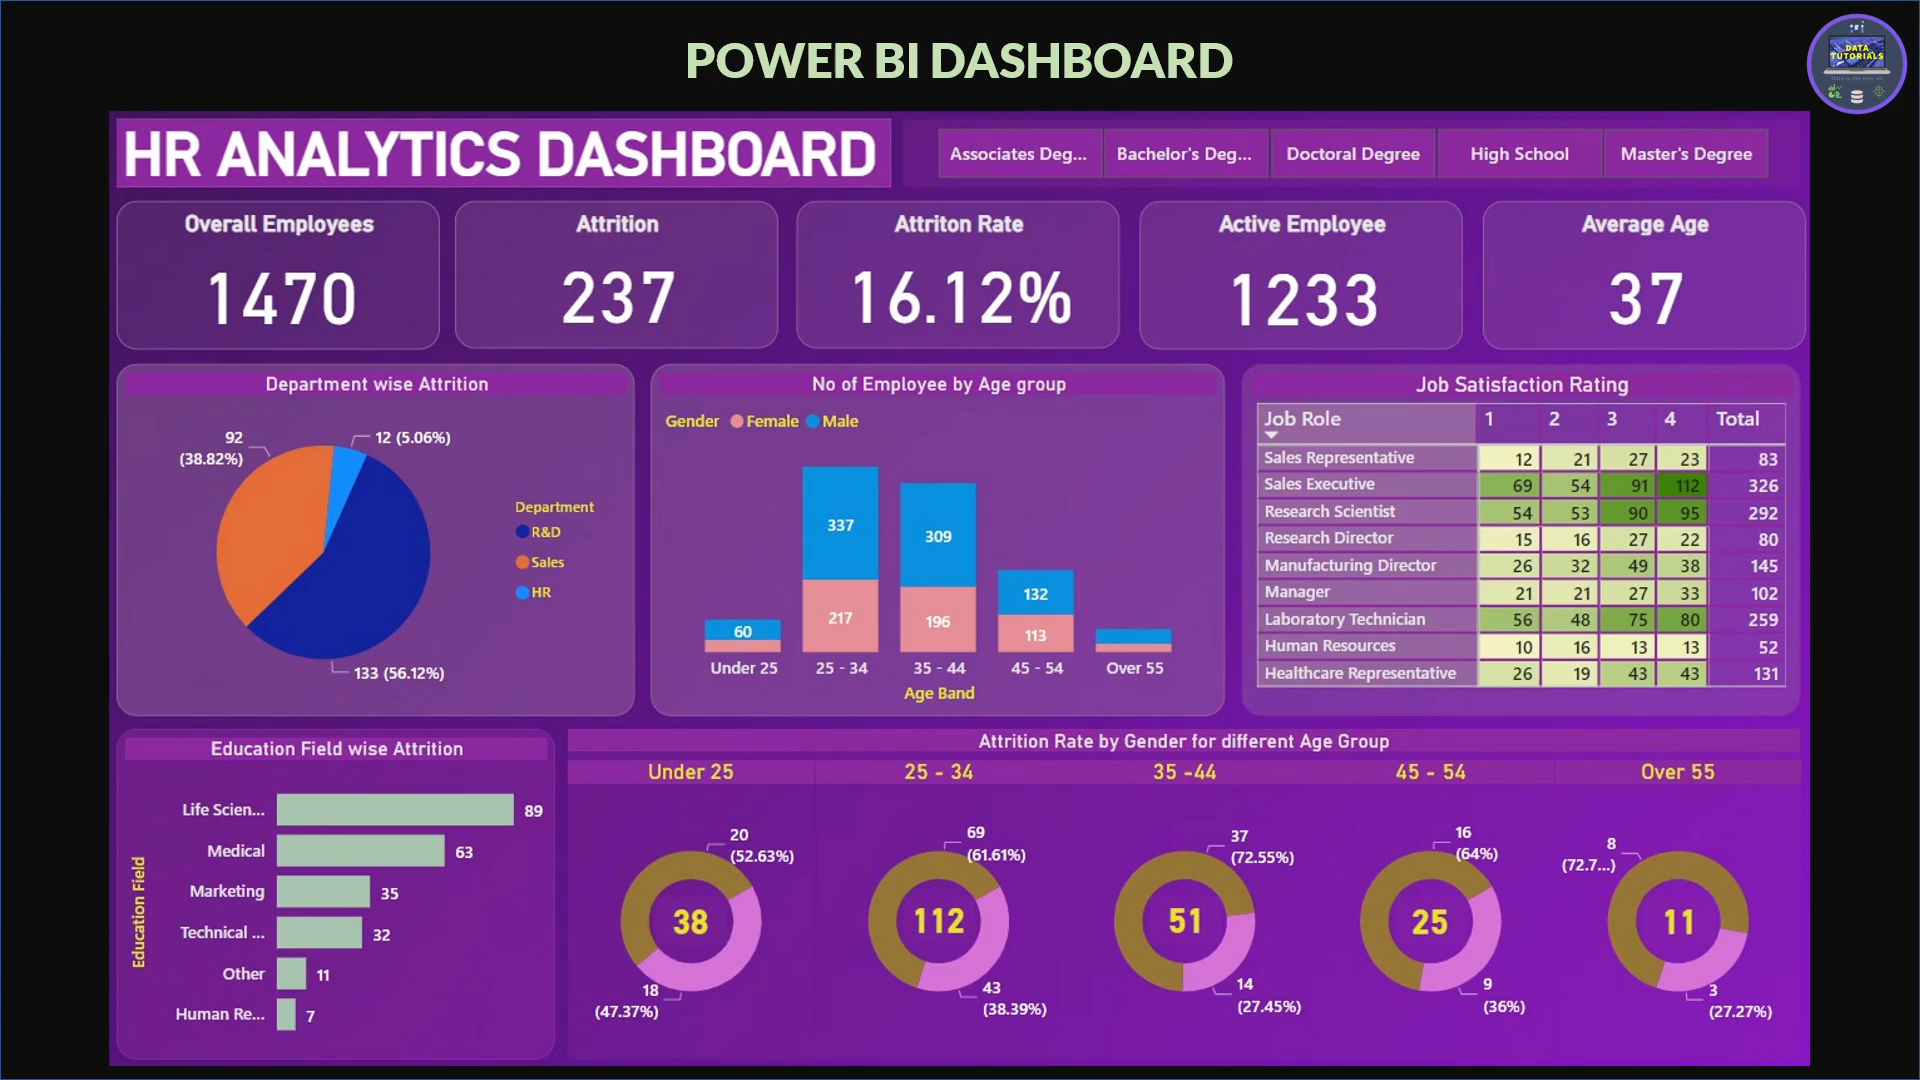 POWER BI DASHBOARD
DATA
TUTORIALS
HR ANALYTICS DASHBOARD
Associates Deg...
Bachelor's Deg...
Doctoral Degree
High School
Master's Degree
Overall Employees
1470
Attrition
237
Attriton Rate
16.12%
Active Employee
1233
Average Age
37
Department wise Attrition
92
(38.82%)
12 (5.06%)
133 (56.12%)
Department
R&D
Sales
HR
No of Employee by Age group
Gender Female Male
337
309
132
60
217
196
113
Under 25 25 - 34 35 - 44 45 - 54 Over 55
Age Band
Job Satisfaction Rating
Job Role 1 2 3 4 Total
Sales Representative 12 21 27 23 83
Sales Executive 69 54 91 112 326
Research Scientist 54 53 90 95 292
Research Director 15 16 27 22 80
Manufacturing Director 26 32 49 38 145
Manager 21 21 27 33 102
Laboratory Technician 56 48 75 80 259
Human Resources 10 16 13 13 52
Healthcare Representative 26 19 43 43 131
Education Field wise Attrition
Education Field
Life Scien... 89
Medical 63
Marketing 35
Technical ... 32
Other 11
Human Re... 7
Attrition Rate by Gender for different Age Group
Under 25
20
(52.63%)
38
18
(47.37%)
25 - 34
69
(61.61%)
112
43
(38.39%)
35 -44
37
(72.55%)
51
14
(27.45%)
45 - 54
16
(64%)
25
9
(36%)
Over 55
8
(72.7...)
11
3
(27.27%)